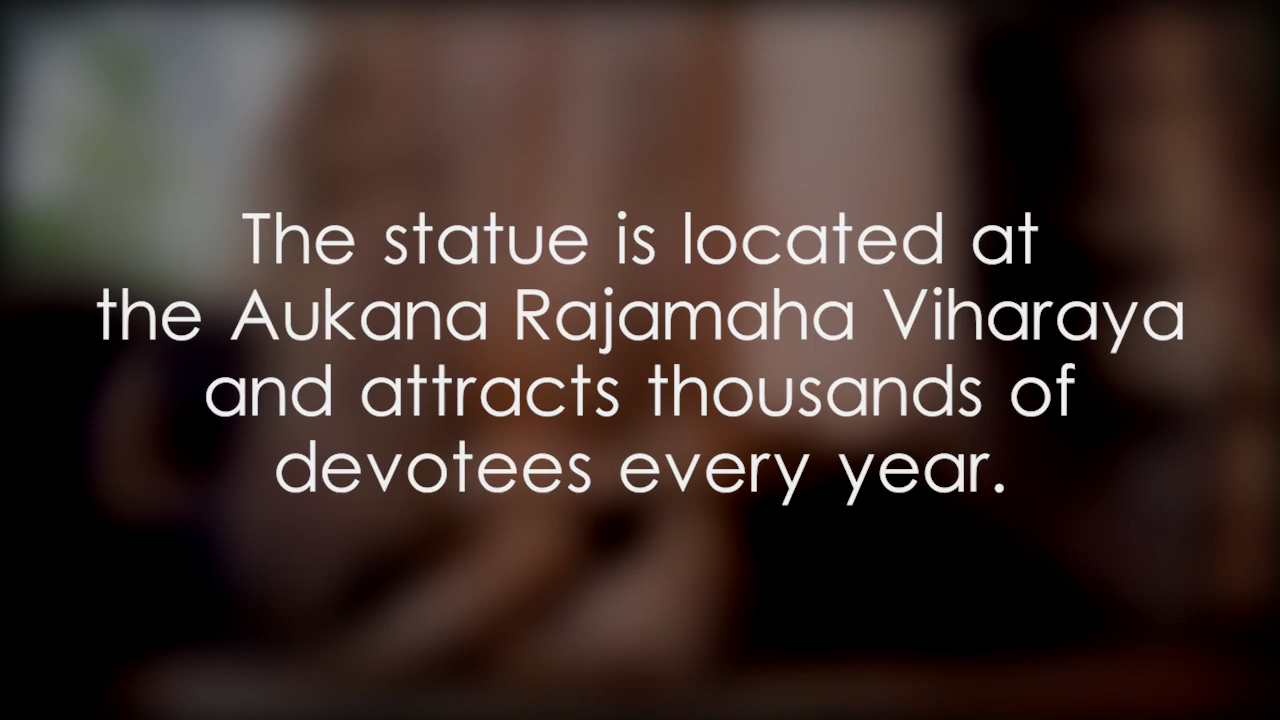 The statue is located at
the Aukana Rajamaha Viharaya
and attracts thousands of
devotees every year.